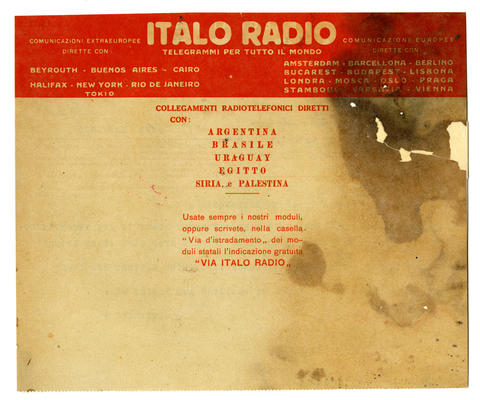 ITALO RADIO
TELEGRAMMI PER TUTTO IL MONDO
COMUNICAZIONI EXTRAEUROPEE
DIRETTE CON:
BEYROUTH - BUENOS AIRES - CAIRO
HALIFAX - NEW YORK - RIO DE JANEIRO
TOKIO
COMUNICAZIONE EUROPEE
DIRETTE CON:
AMSTERDAM - BARCELLONA - BERLINO
BUCAREST - BUDAPEST - LISBONA
LONDRA - MOSCA - OSLO - PRAGA
STAMBOUL - VARSAVIA - VIENNA
COLLEGAMENTI RADIOTELEFONICI DIRETTI
CON:
ARGENTINA
BRASILE
URAGUAY
EGITTO
SIRIA, e PALESTINA
Usate sempre i nostri moduli,
oppure scrivete, nella casella
"Via d'istradamento„ dei mo-
duli statali l'indicazione gratuita
"VIA ITALO RADIO„